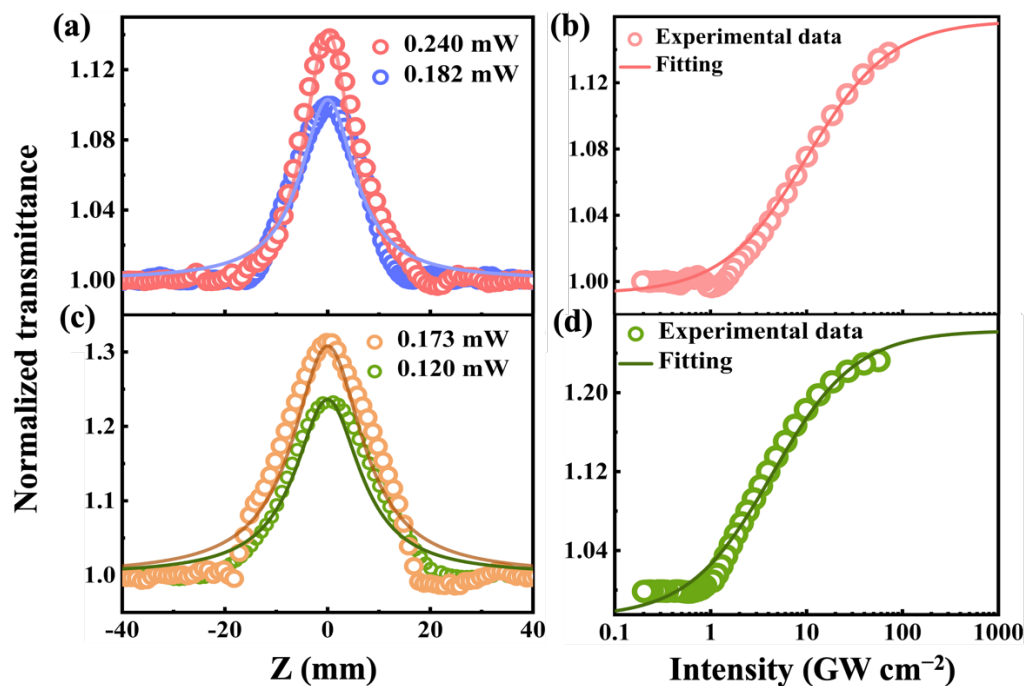 Normalized transmittance
(a)
0.240 mW
0.182 mW
1.12
1.08
1.04
1.00
(b)
Experimental data
Fitting
1.12
1.08
1.04
1.00
(c)
0.173 mW
0.120 mW
1.3
1.2
1.1
1.0
-40 -20 0 20 40
Z (mm)
(d)
Experimental data
Fitting
1.20
1.12
1.04
0.1 1 10 100 1000
Intensity (GW cm⁻²)